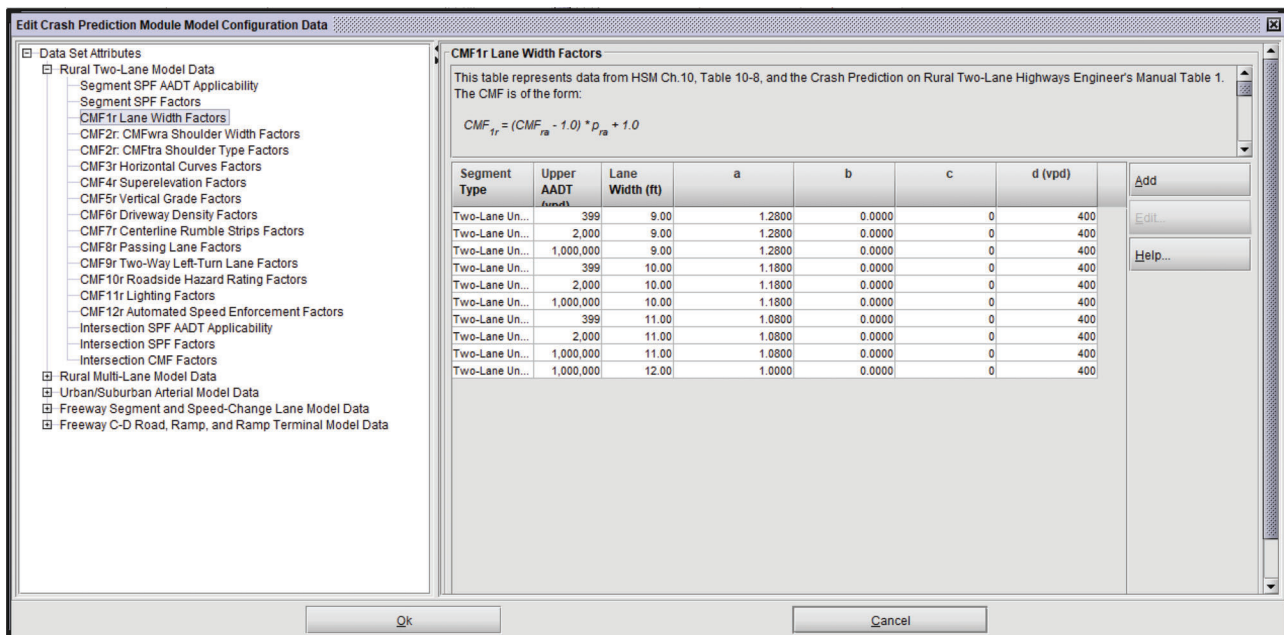 Edit Crash Prediction Module Model Configuration Data
Data Set Attributes
Rural Two-Lane Model Data
Segment SPF AADT Applicability
Segment SPF Factors
CMF1r Lane Width Factors
CMF2r: CMFwra Shoulder Width Factors
CMF2r: CMFtra Shoulder Type Factors
CMF3r Horizontal Curves Factors
CMF4r Superelevation Factors
CMF5r Vertical Grade Factors
CMF6r Driveway Density Factors
CMF7r Centerline Rumble Strips Factors
CMF8r Passing Lane Factors
CMF9r Two-Way Left-Turn Lane Factors
CMF10r Roadside Hazard Rating Factors
CMF11r Lighting Factors
CMF12r Automated Speed Enforcement Factors
Intersection SPF AADT Applicability
Intersection SPF Factors
Intersection CMF Factors
Rural Multi-Lane Model Data
Urban/Suburban Arterial Model Data
Freeway Segment and Speed-Change Lane Model Data
Freeway C-D Road, Ramp, and Ramp Terminal Model Data
CMF1r Lane Width Factors
This table represents data from HSM Ch.10, Table 10-8, and the Crash Prediction on Rural Two-Lane Highways Engineer's Manual Table 1.
The CMF is of the form:
CMF1r = (CMFra - 1.0) * pra + 1.0
Segment Type Upper AADT (vpd) Lane Width (ft) a b c d (vpd)
Two-Lane Un... 399 9.00 1.2800 0.0000 0 400
Two-Lane Un... 2,000 9.00 1.2800 0.0000 0 400
Two-Lane Un... 1,000,000 9.00 1.2800 0.0000 0 400
Two-Lane Un... 399 10.00 1.1800 0.0000 0 400
Two-Lane Un... 2,000 10.00 1.1800 0.0000 0 400
Two-Lane Un... 1,000,000 10.00 1.1800 0.0000 0 400
Two-Lane Un... 399 11.00 1.0800 0.0000 0 400
Two-Lane Un... 2,000 11.00 1.0800 0.0000 0 400
Two-Lane Un... 1,000,000 11.00 1.0800 0.0000 0 400
Two-Lane Un... 1,000,000 12.00 1.0000 0.0000 0 400
Add
Edit...
Help...
Ok
Cancel